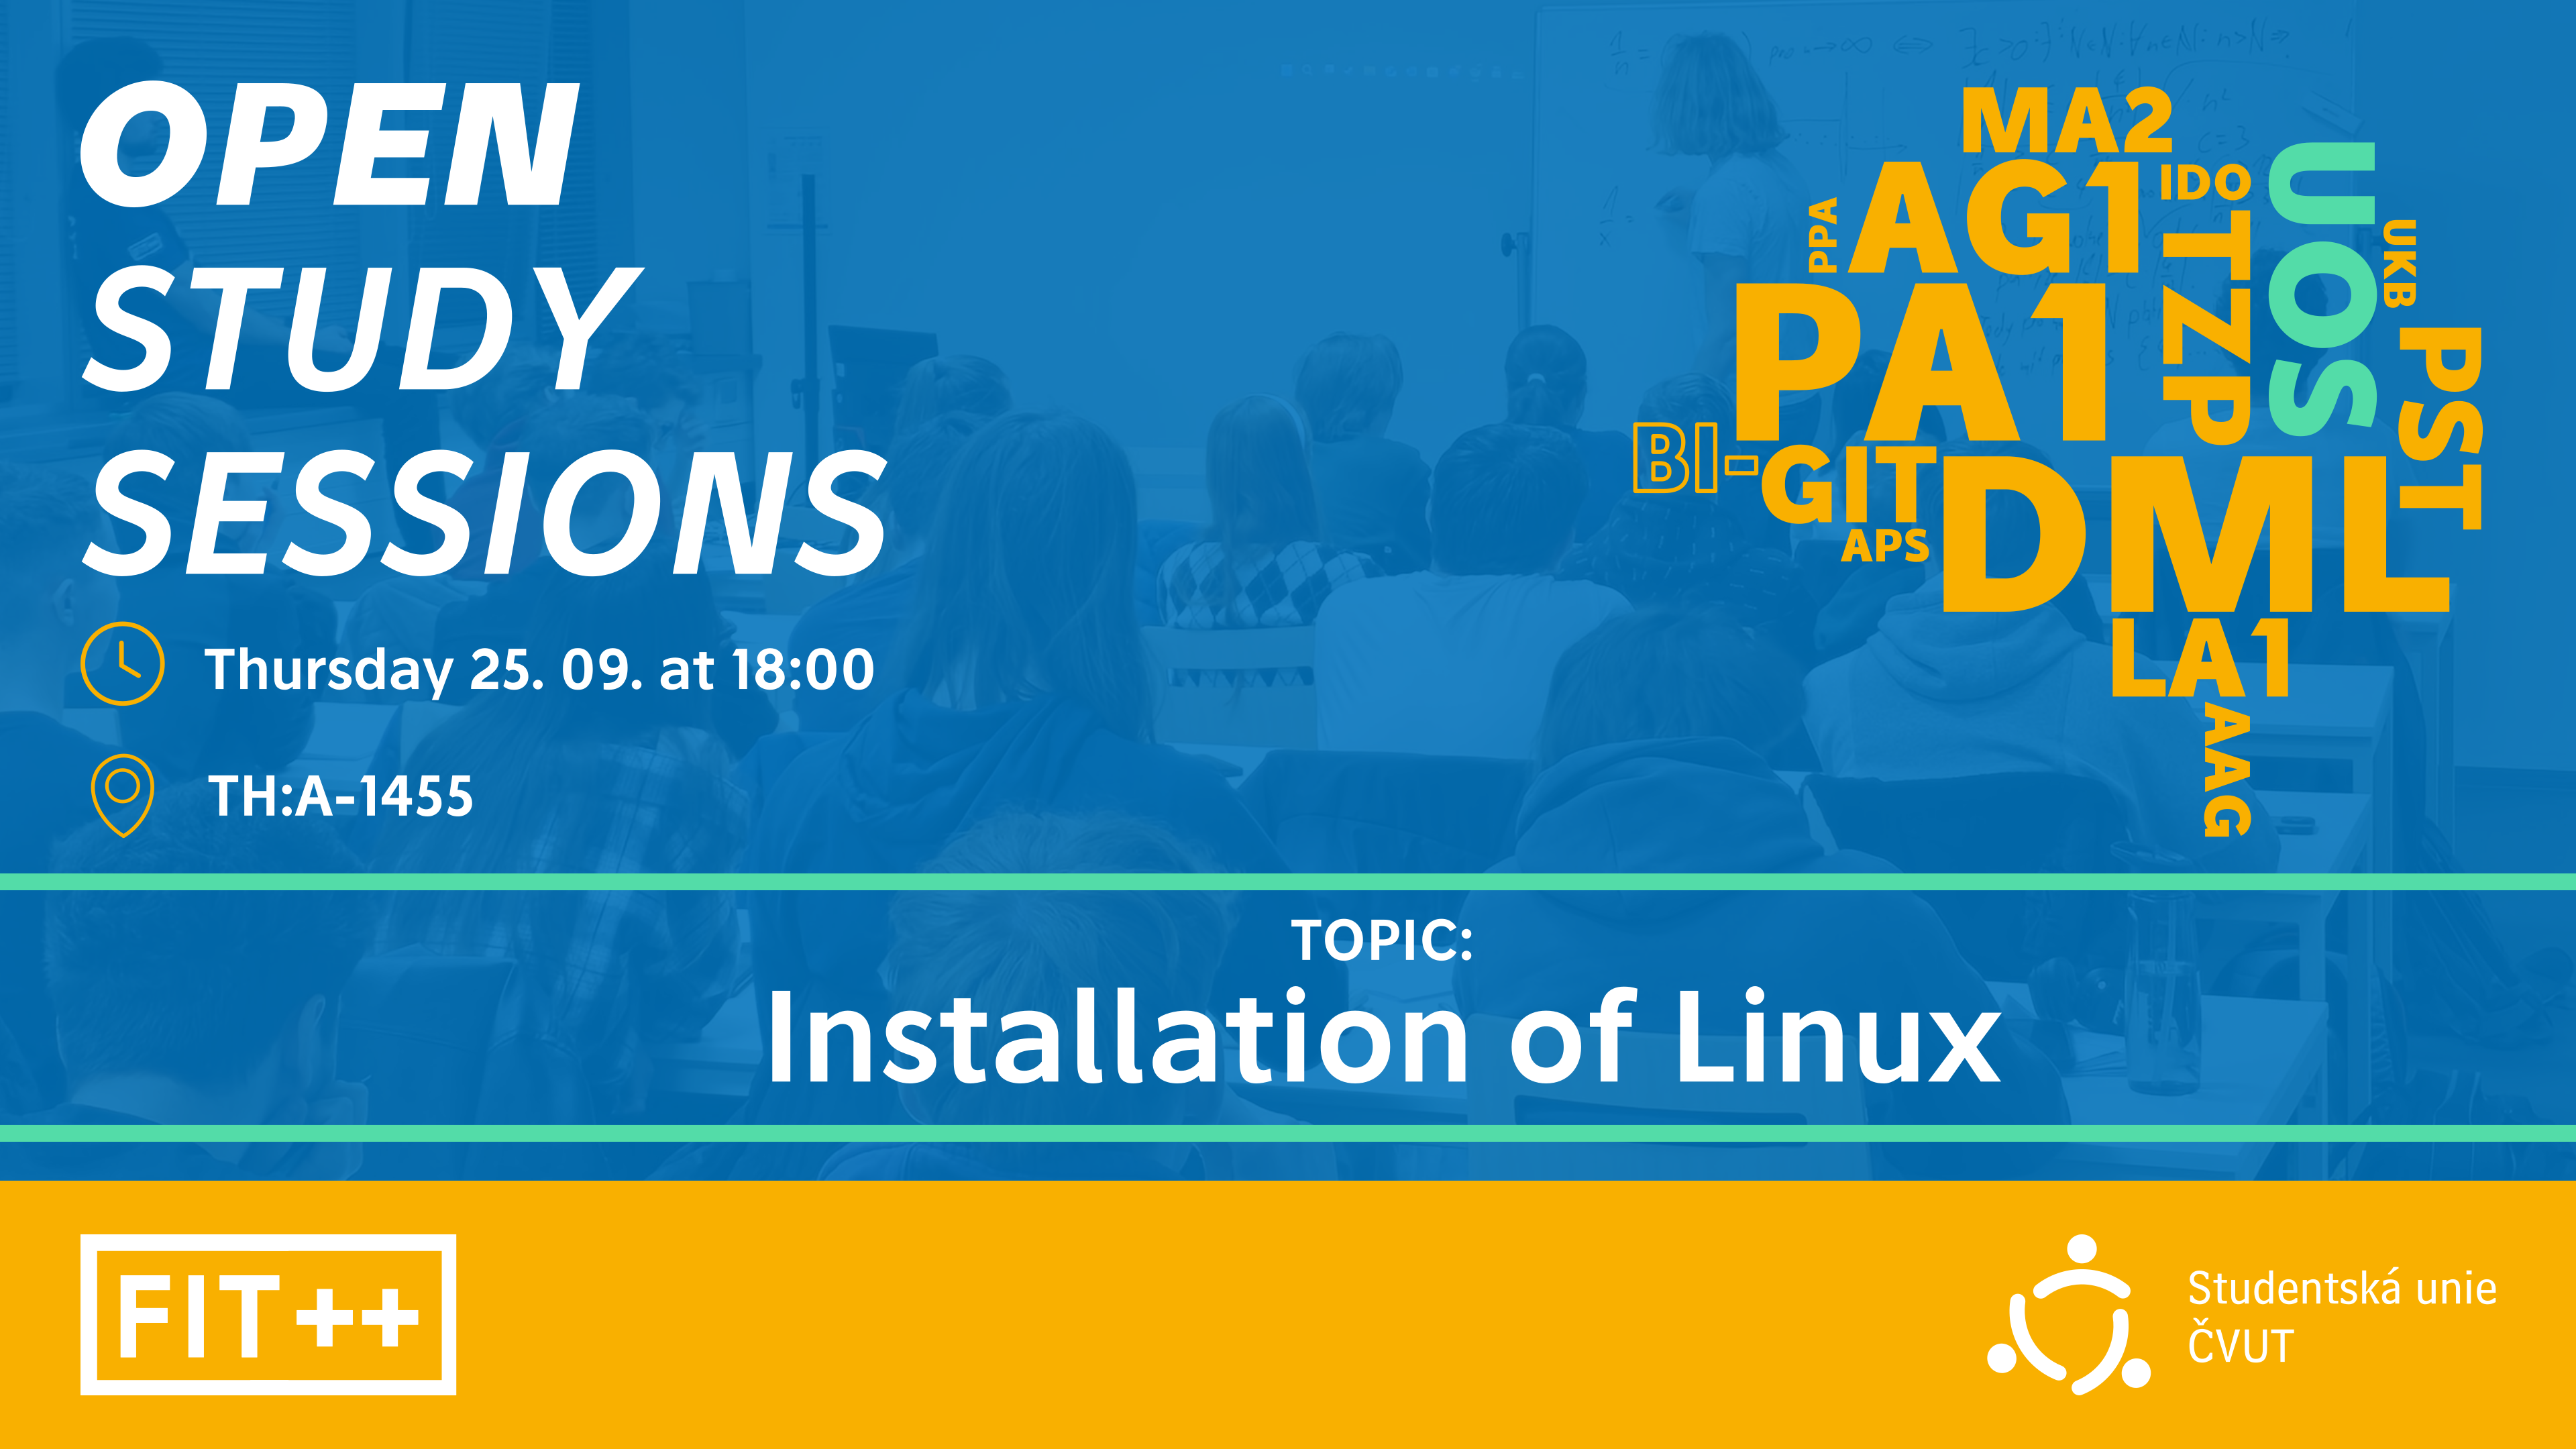 OPEN
STUDY
SESSIONS
Thursday 25. 09. at 18:00
TH:A-1455
MA2
AG1
IDO
PPA
UOS
UKB
TZP
PA1
PST
BI-GIT
APS
DML
LA1
AAG
TOPIC:
Installation of Linux
FIT++
Studentská unie
ČVUT